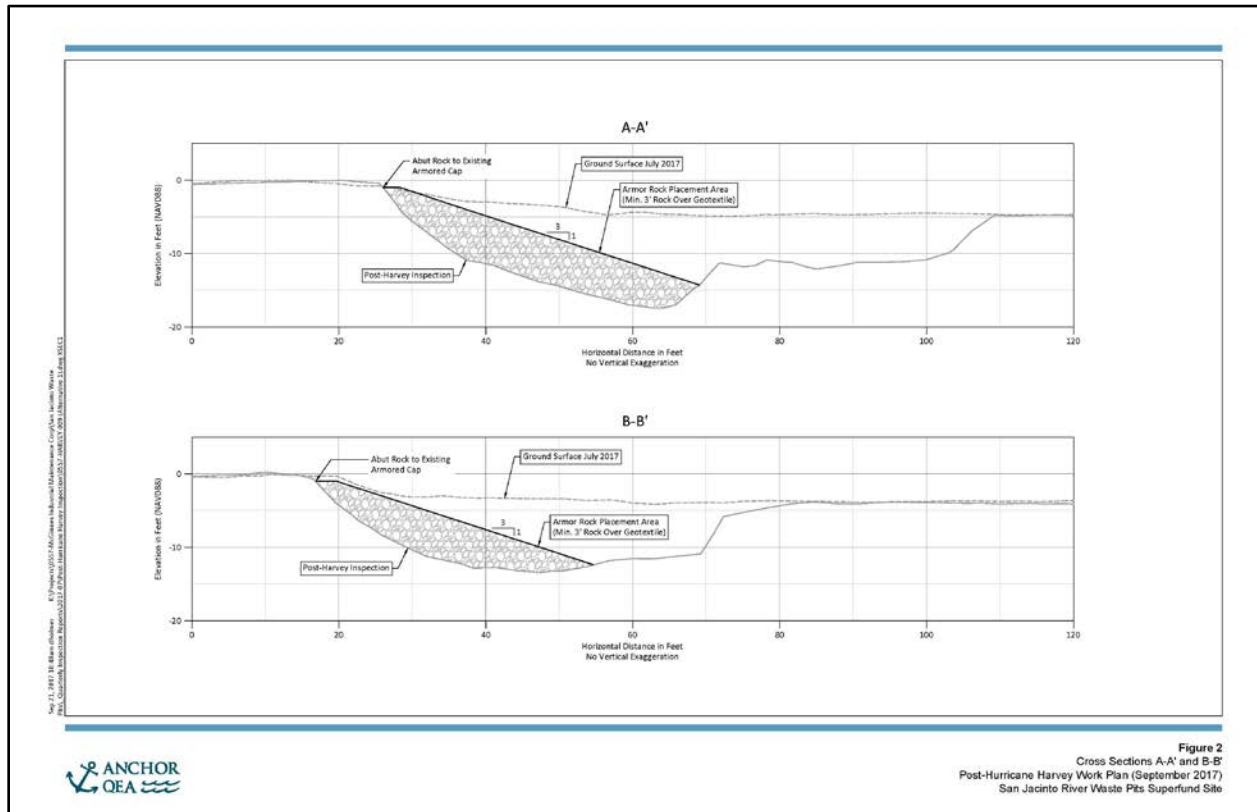 A-A'
Abut Rock to Existing
Armored Cap
Ground Surface July 2017
Armor Rock Placement Area
(Min. 3' Rock Over Geotextile)
3
1
Post-Harvey Inspection
Elevation in Feet (NAVD88)
0
-10
-20
0
20
40
60
80
100
120
Horizontal Distance in Feet
No Vertical Exaggeration
B-B'
Abut Rock to Existing
Armored Cap
Ground Surface July 2017
Armor Rock Placement Area
(Min. 3' Rock Over Geotextile)
3
1
Post-Harvey Inspection
Elevation in Feet (NAVD88)
0
-10
-20
0
20
40
60
80
100
120
Horizontal Distance in Feet
No Vertical Exaggeration
ANCHOR
QEA
Figure 2
Cross Sections A-A' and B-B'
Post-Hurricane Harvey Work Plan (September 2017)
San Jacinto River Waste Pits Superfund Site